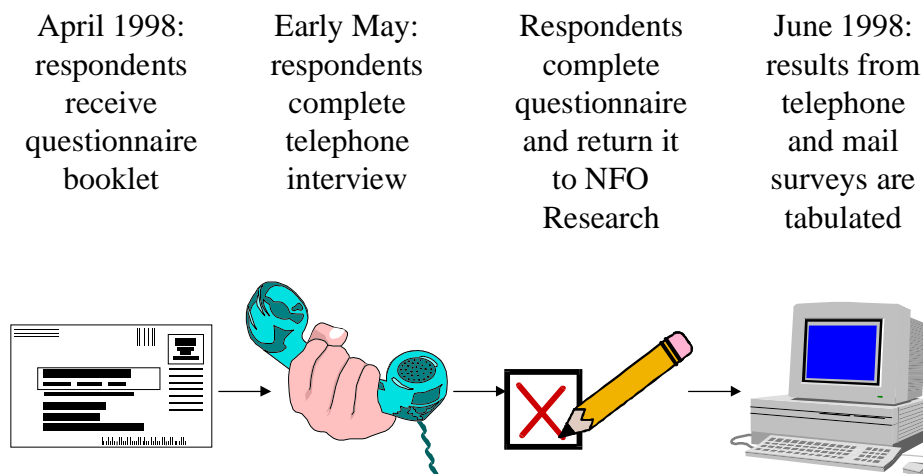 April 1998:
respondents
receive
questionnaire
booklet
Early May:
respondents
complete
telephone
interview
Respondents
complete
questionnaire
and return it
to NFO
Research
June 1998:
results from
telephone
and mail
surveys are
tabulated